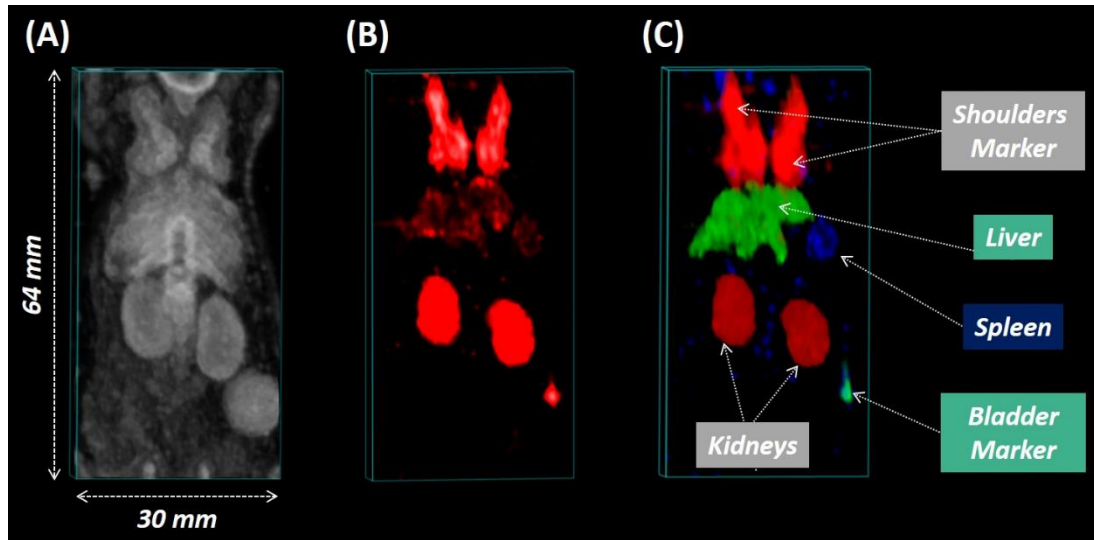 (A)
(B)
(C)
64 mm
30 mm
Shoulders
Marker
Liver
Spleen
Bladder
Marker
Kidneys